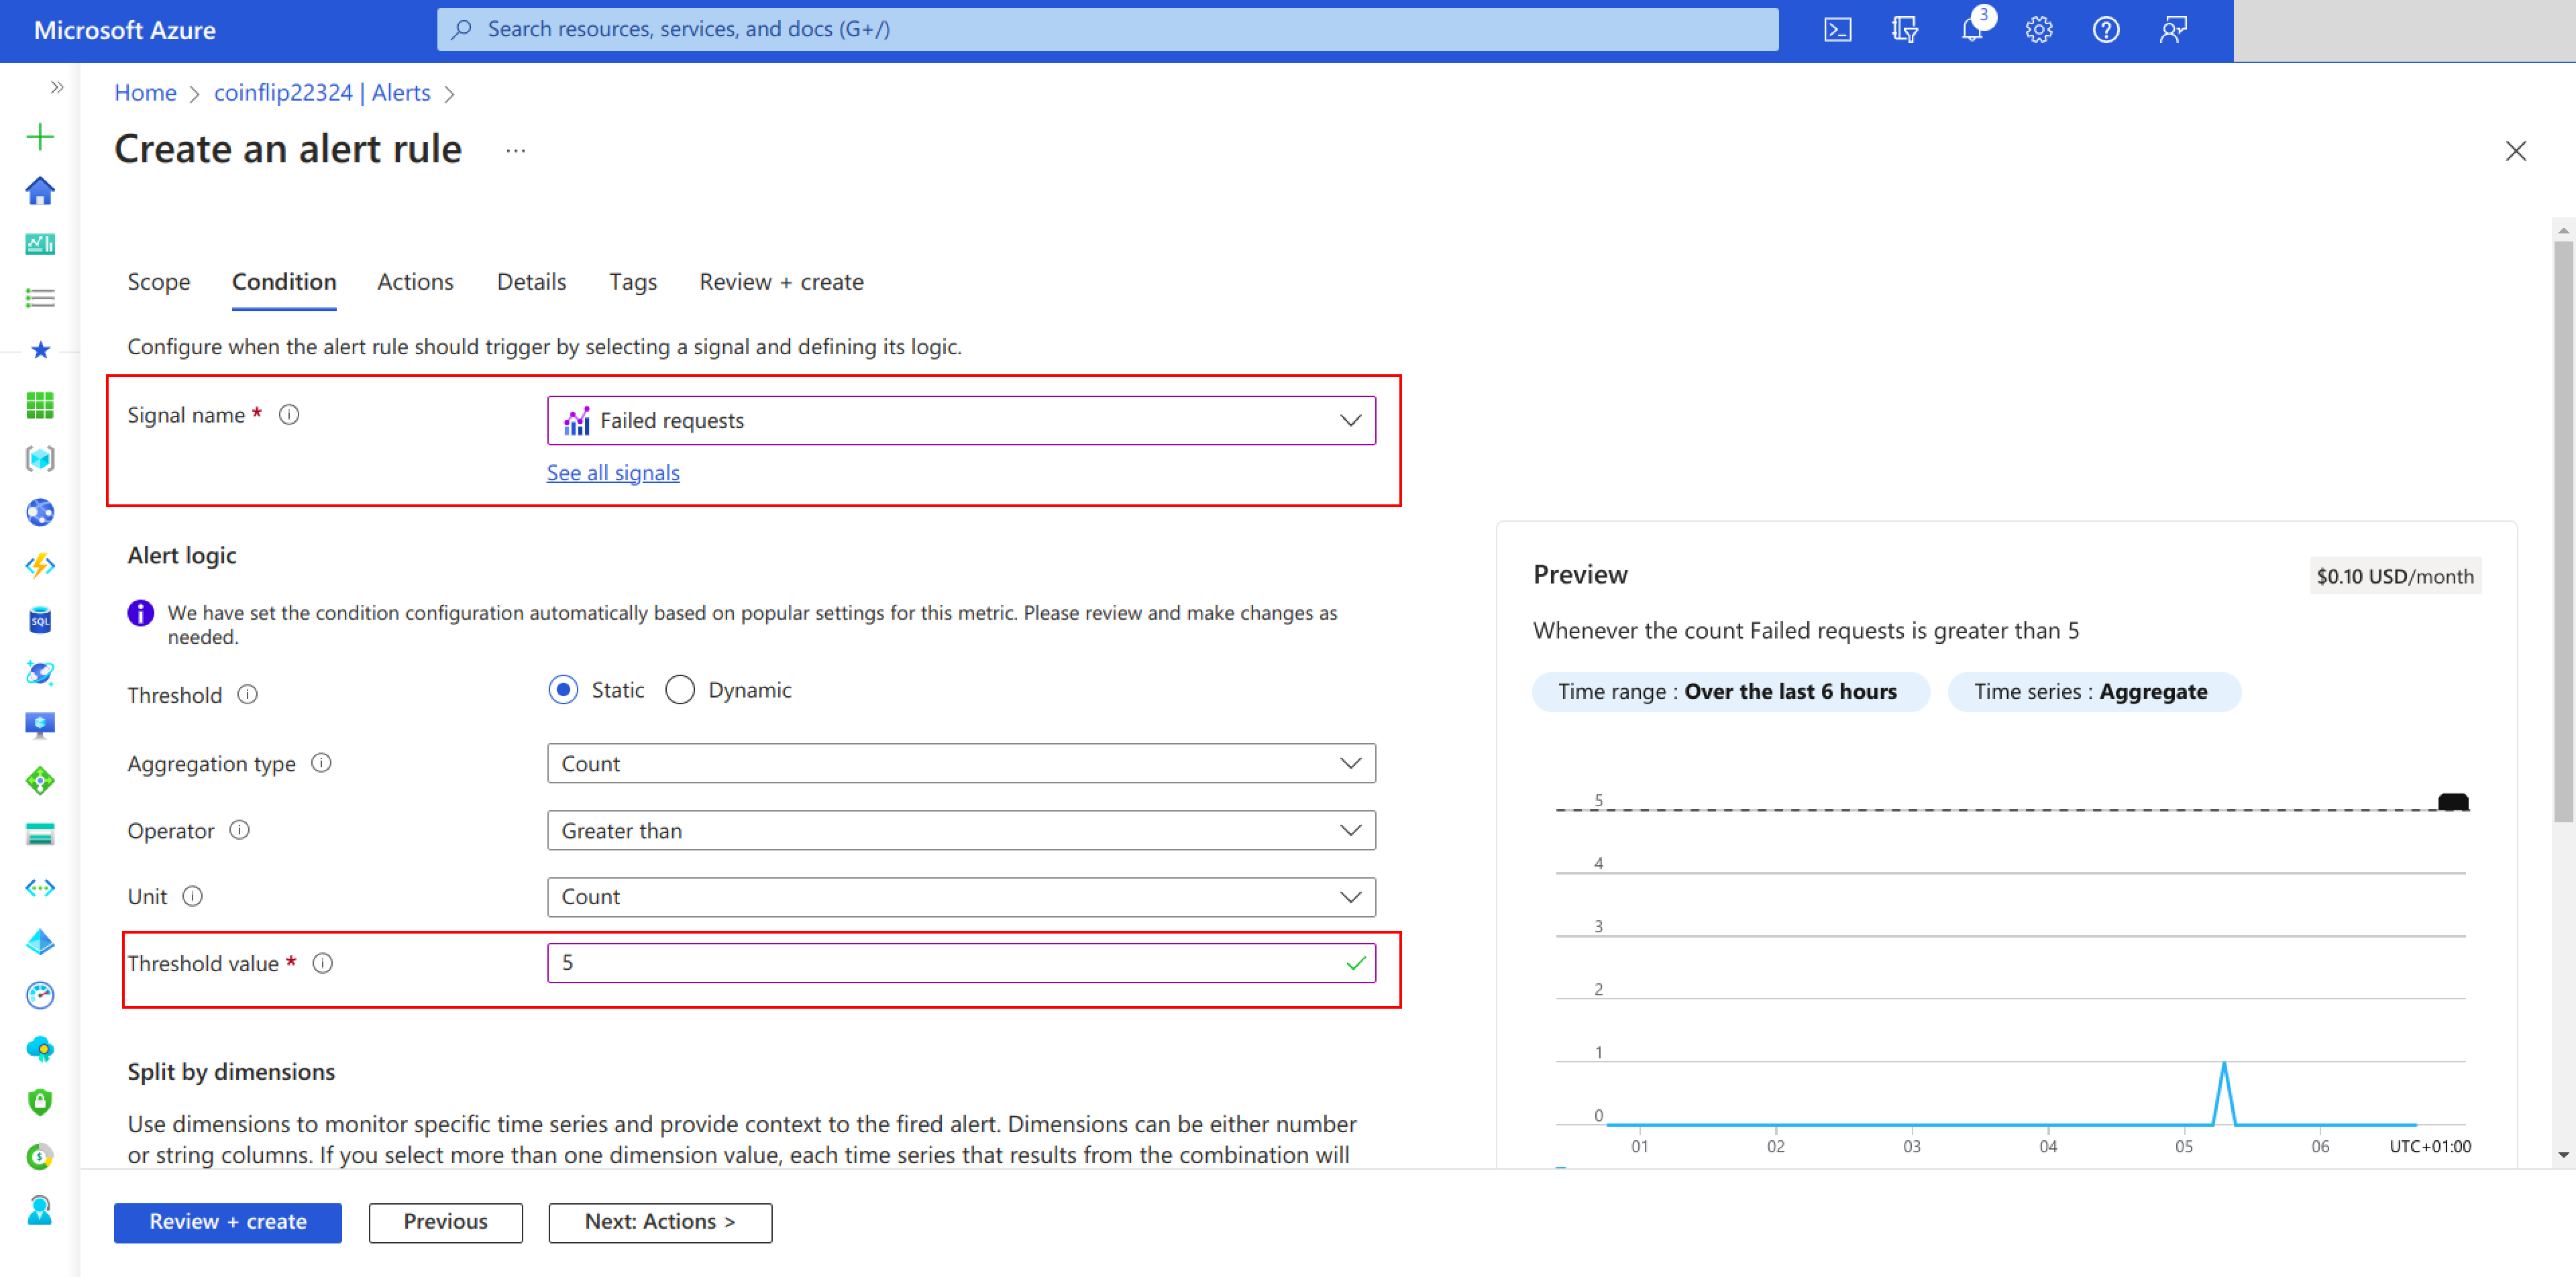 Microsoft Azure
Search resources, services, and docs (G+/)
3
Home > coinflip22324 | Alerts >
Create an alert rule ...
Scope Condition Actions Details Tags Review + create
Configure when the alert rule should trigger by selecting a signal and defining its logic.
Signal name *
Failed requests
See all signals
Alert logic
We have set the condition configuration automatically based on popular settings for this metric. Please review and make changes as
needed.
Threshold
Static Dynamic
Aggregation type
Count
Operator
Greater than
Unit
Count
Threshold value *
5
Split by dimensions
Use dimensions to monitor specific time series and provide context to the fired alert. Dimensions can be either number
or string columns. If you select more than one dimension value, each time series that results from the combination will
Preview
$0.10 USD/month
Whenever the count Failed requests is greater than 5
Time range : Over the last 6 hours
Time series : Aggregate
5
4
3
2
1
0
01 02 03 04 05 06 UTC+01:00
Review + create
Previous
Next: Actions >